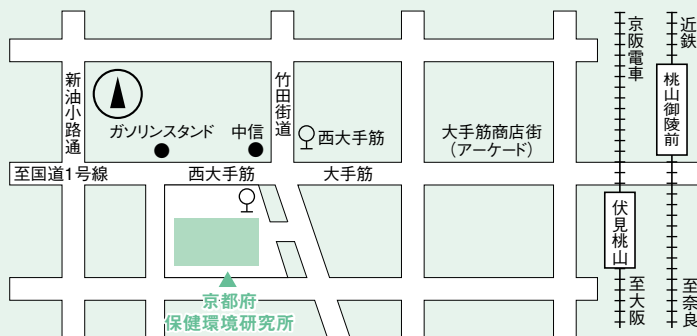 京阪電車
近鉄
新油小路通
竹田街道
桃山御陵前
ガソリンスタンド
中信
西大手筋
大手筋商店街
(アーケード)
至国道1号線
西大手筋
大手筋
伏見桃山
至大阪
至奈良
京都府
保健環境研究所